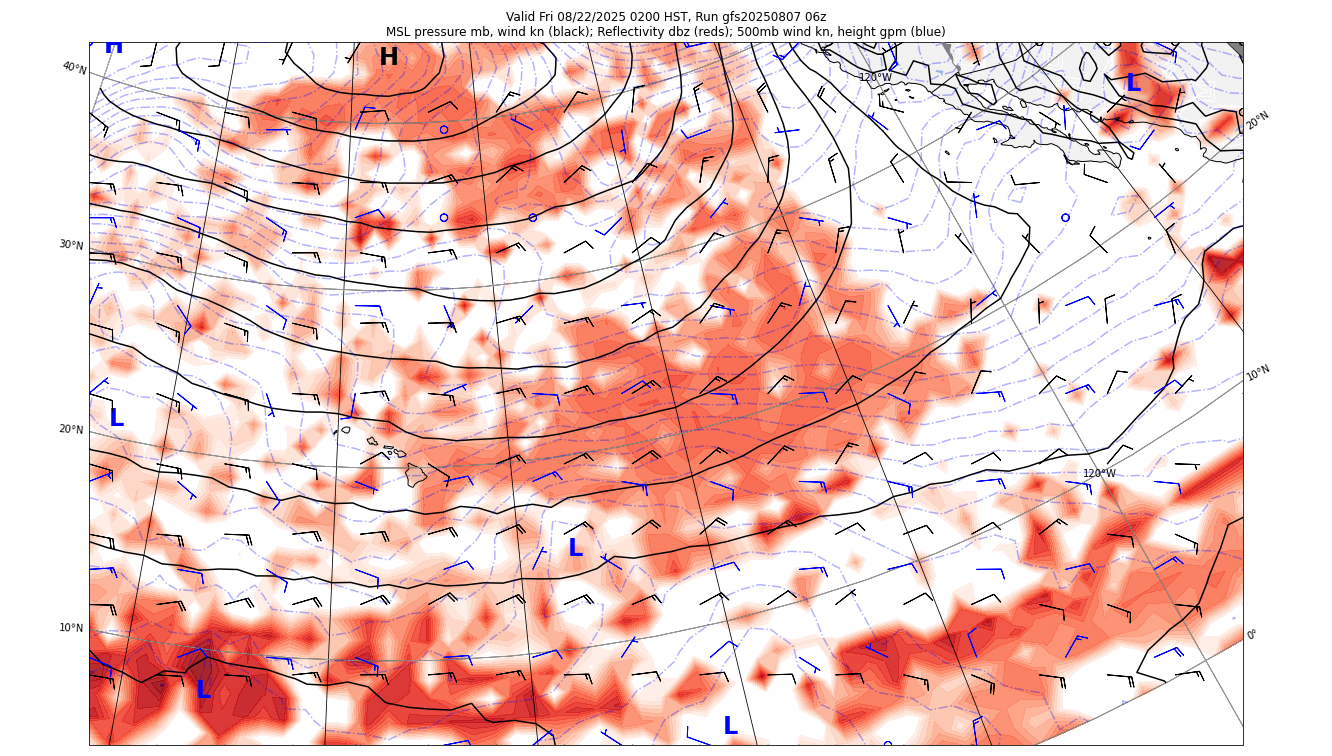 Valid Fri 08/22/2025 0200 HST, Run gfs20250807 06z
MSL pressure mb, wind kn (black); Reflectivity dbz (reds); 500mb wind kn, height gpm (blue)
H
H
40°N
120°W
L
20°N
30°N
10°N
L
20°N
120°W
L
10°N
0°
L
L